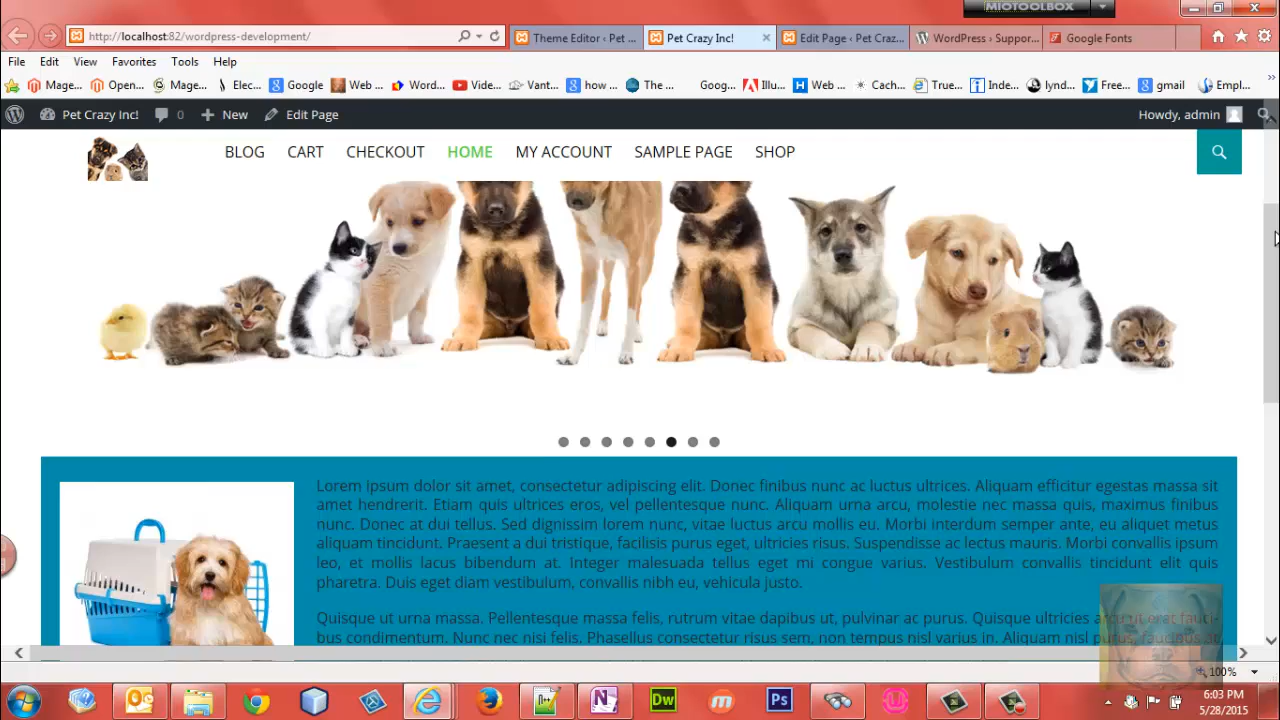 MIOTOOLBOX
http://localhost:82/wordpress-development/
Theme Editor ‹ Pet ...
Pet Crazy Inc!
Edit Page ‹ Pet Craz...
WordPress › Suppor...
Google Fonts
File Edit View Favorites Tools Help
Mage... Open... Mage... Elec... Google Web ... Word... Vide... Vant... how ... The ... Goog... Illu... Web ... Cach... True... Inde... lynd... Free... gmail Empl...
Pet Crazy Inc! 0 New Edit Page Howdy, admin
BLOG CART CHECKOUT HOME MY ACCOUNT SAMPLE PAGE SHOP
Lorem ipsum dolor sit amet, consectetur adipiscing elit. Donec finibus nunc ac luctus ultrices. Aliquam efficitur egestas massa sit
amet hendrerit. Etiam quis ultrices eros, vel pellentesque nunc. Aliquam urna arcu, molestie nec massa quis, maximus finibus
nunc. Donec at dui tellus. Sed dignissim lorem nunc, vitae luctus arcu mollis eu. Morbi interdum semper ante, eu aliquet metus
aliquam tincidunt. Praesent a dui tristique, facilisis purus eget, ultricies risus. Suspendisse ac lectus mauris. Morbi convallis ipsum
leo, et mollis lacus bibendum at. Integer malesuada tellus eget mi congue varius. Vestibulum convallis tincidunt elit quis
pharetra. Duis eget diam vestibulum, convallis nibh eu, vehicula justo.
Quisque ut urna massa. Pellentesque massa felis, rutrum vitae dapibus ut, pulvinar ac purus. Quisque ultricies arcu ut erat fauci-
bus condimentum. Nunc nec nisi felis. Phasellus consectetur risus sem, non tempus nisl varius in. Aliquam nisl purus, faucibus at
100%
Dw
Ps
6:03 PM
5/28/2015